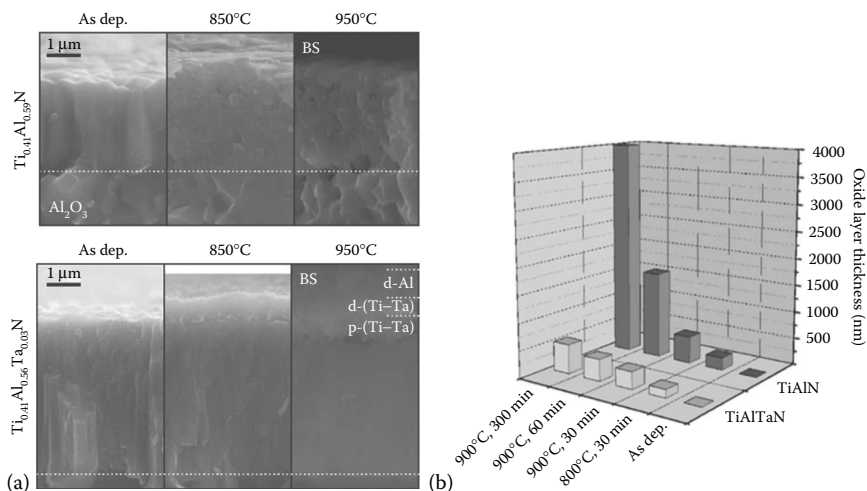 As dep. 850°C 950°C
1 μm
BS
Ti0.41Al0.59N
Al2O3
As dep. 850°C 950°C
1 μm
BS
d-Al
d-(Ti–Ta)
p-(Ti–Ta)
Ti0.41Al0.56Ta0.03N
(a)
4000
3500
3000
2500
2000
1500
1000
500
Oxide layer thickness (nm)
900°C, 300 min
900°C, 60 min
900°C, 30 min
800°C, 30 min
As dep.
TiAlN
TiAlTaN
(b)